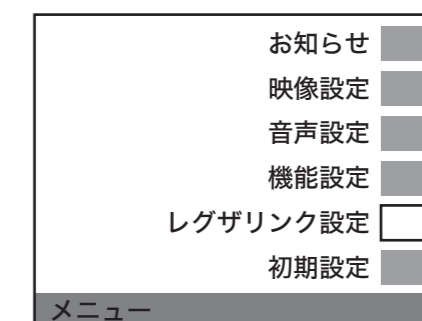 お知らせ
映像設定
音声設定
機能設定
レグザリンク設定
初期設定
メニュー